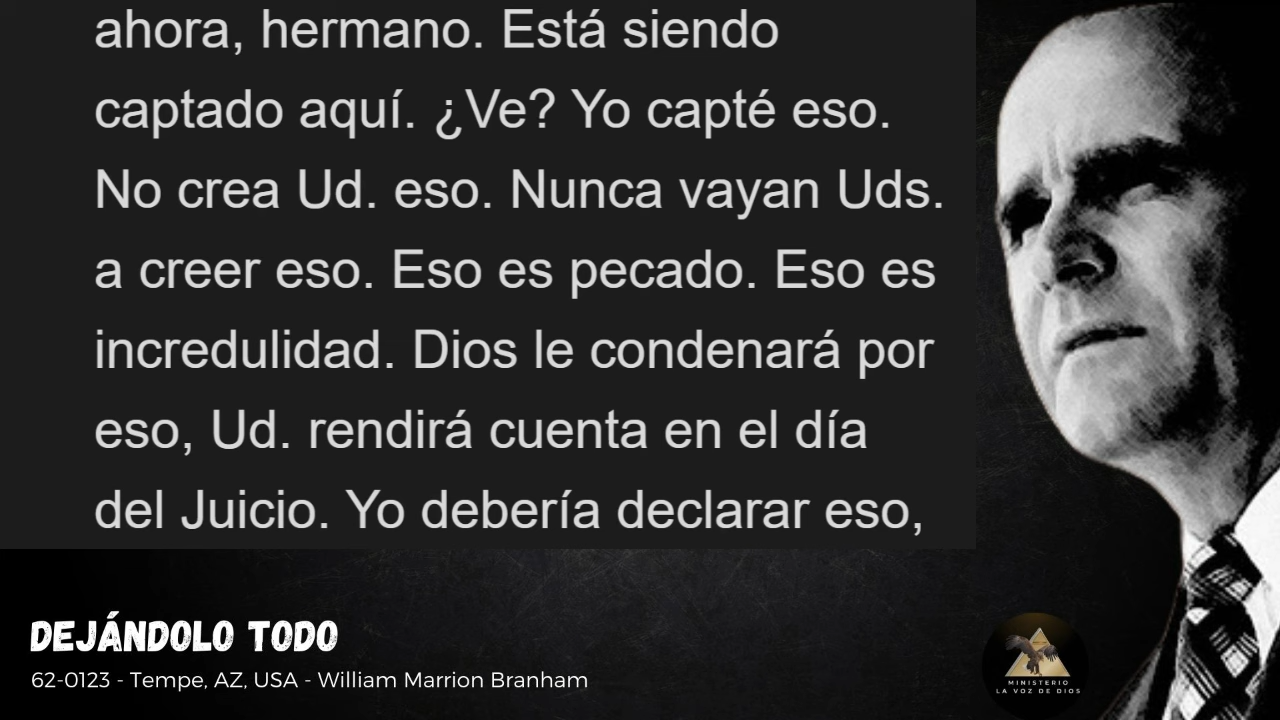 ahora, hermano. Está siendo
captado aquí. ¿Ve? Yo capté eso.
No crea Ud. eso. Nunca vayan Uds.
a creer eso. Eso es pecado. Eso es
incredulidad. Dios le condenará por
eso, Ud. rendirá cuenta en el día
del Juicio. Yo debería declarar eso,
DEJÁNDOLO TODO
62-0123 - Tempe, AZ, USA - William Marrion Branham
MINISTERIO
LA VOZ DE DIOS